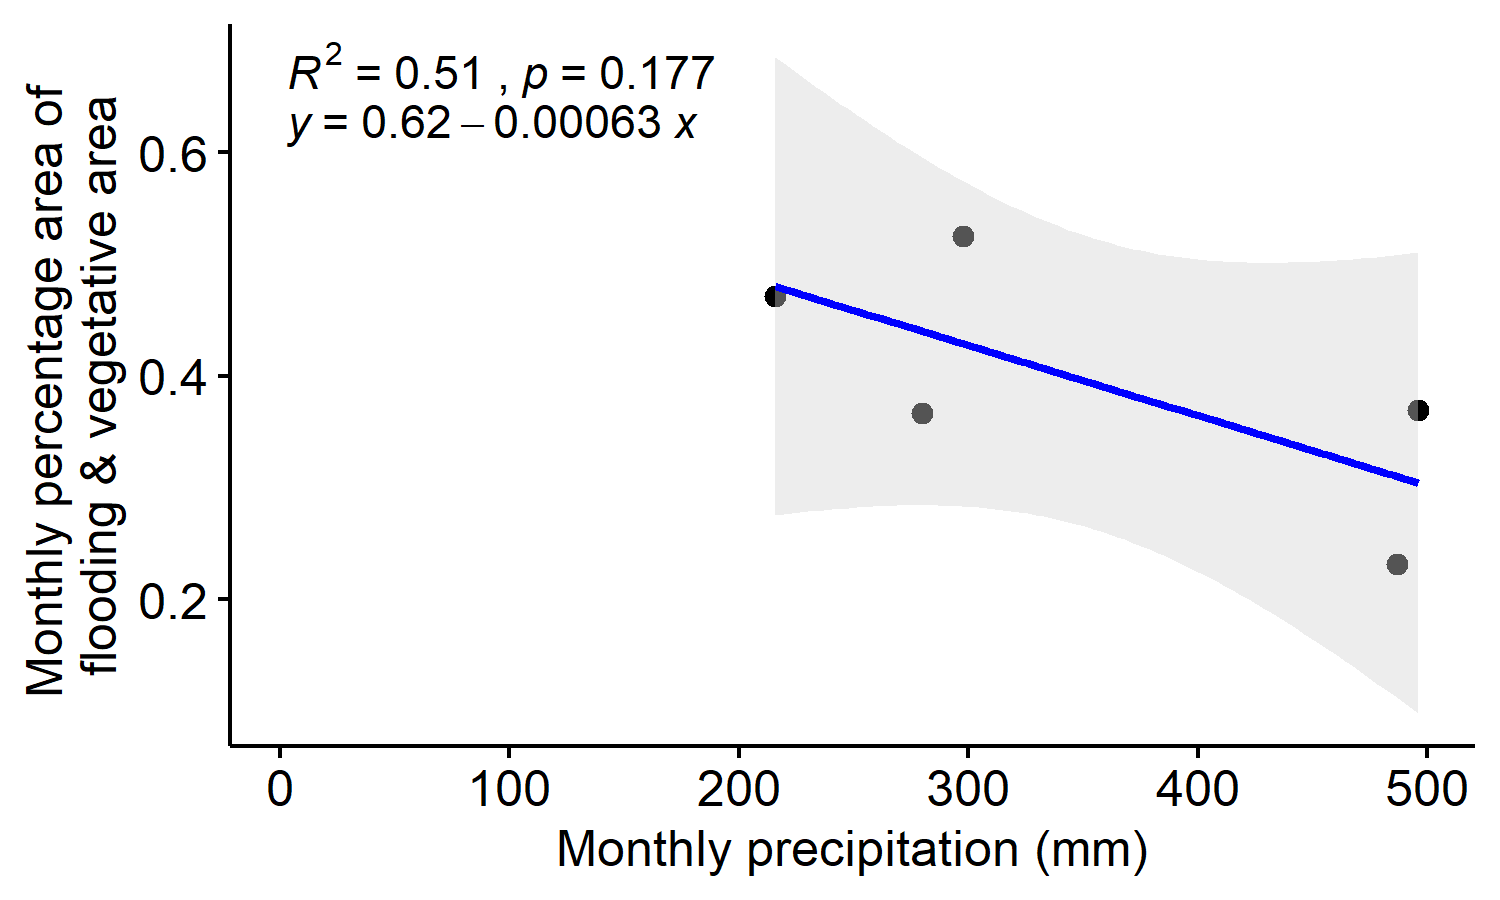 R² = 0.51 , p = 0.177
y = 0.62 – 0.00063 x
Monthly percentage area of
flooding & vegetative area
0.6
0.4
0.2
0 100 200 300 400 500
Monthly precipitation (mm)